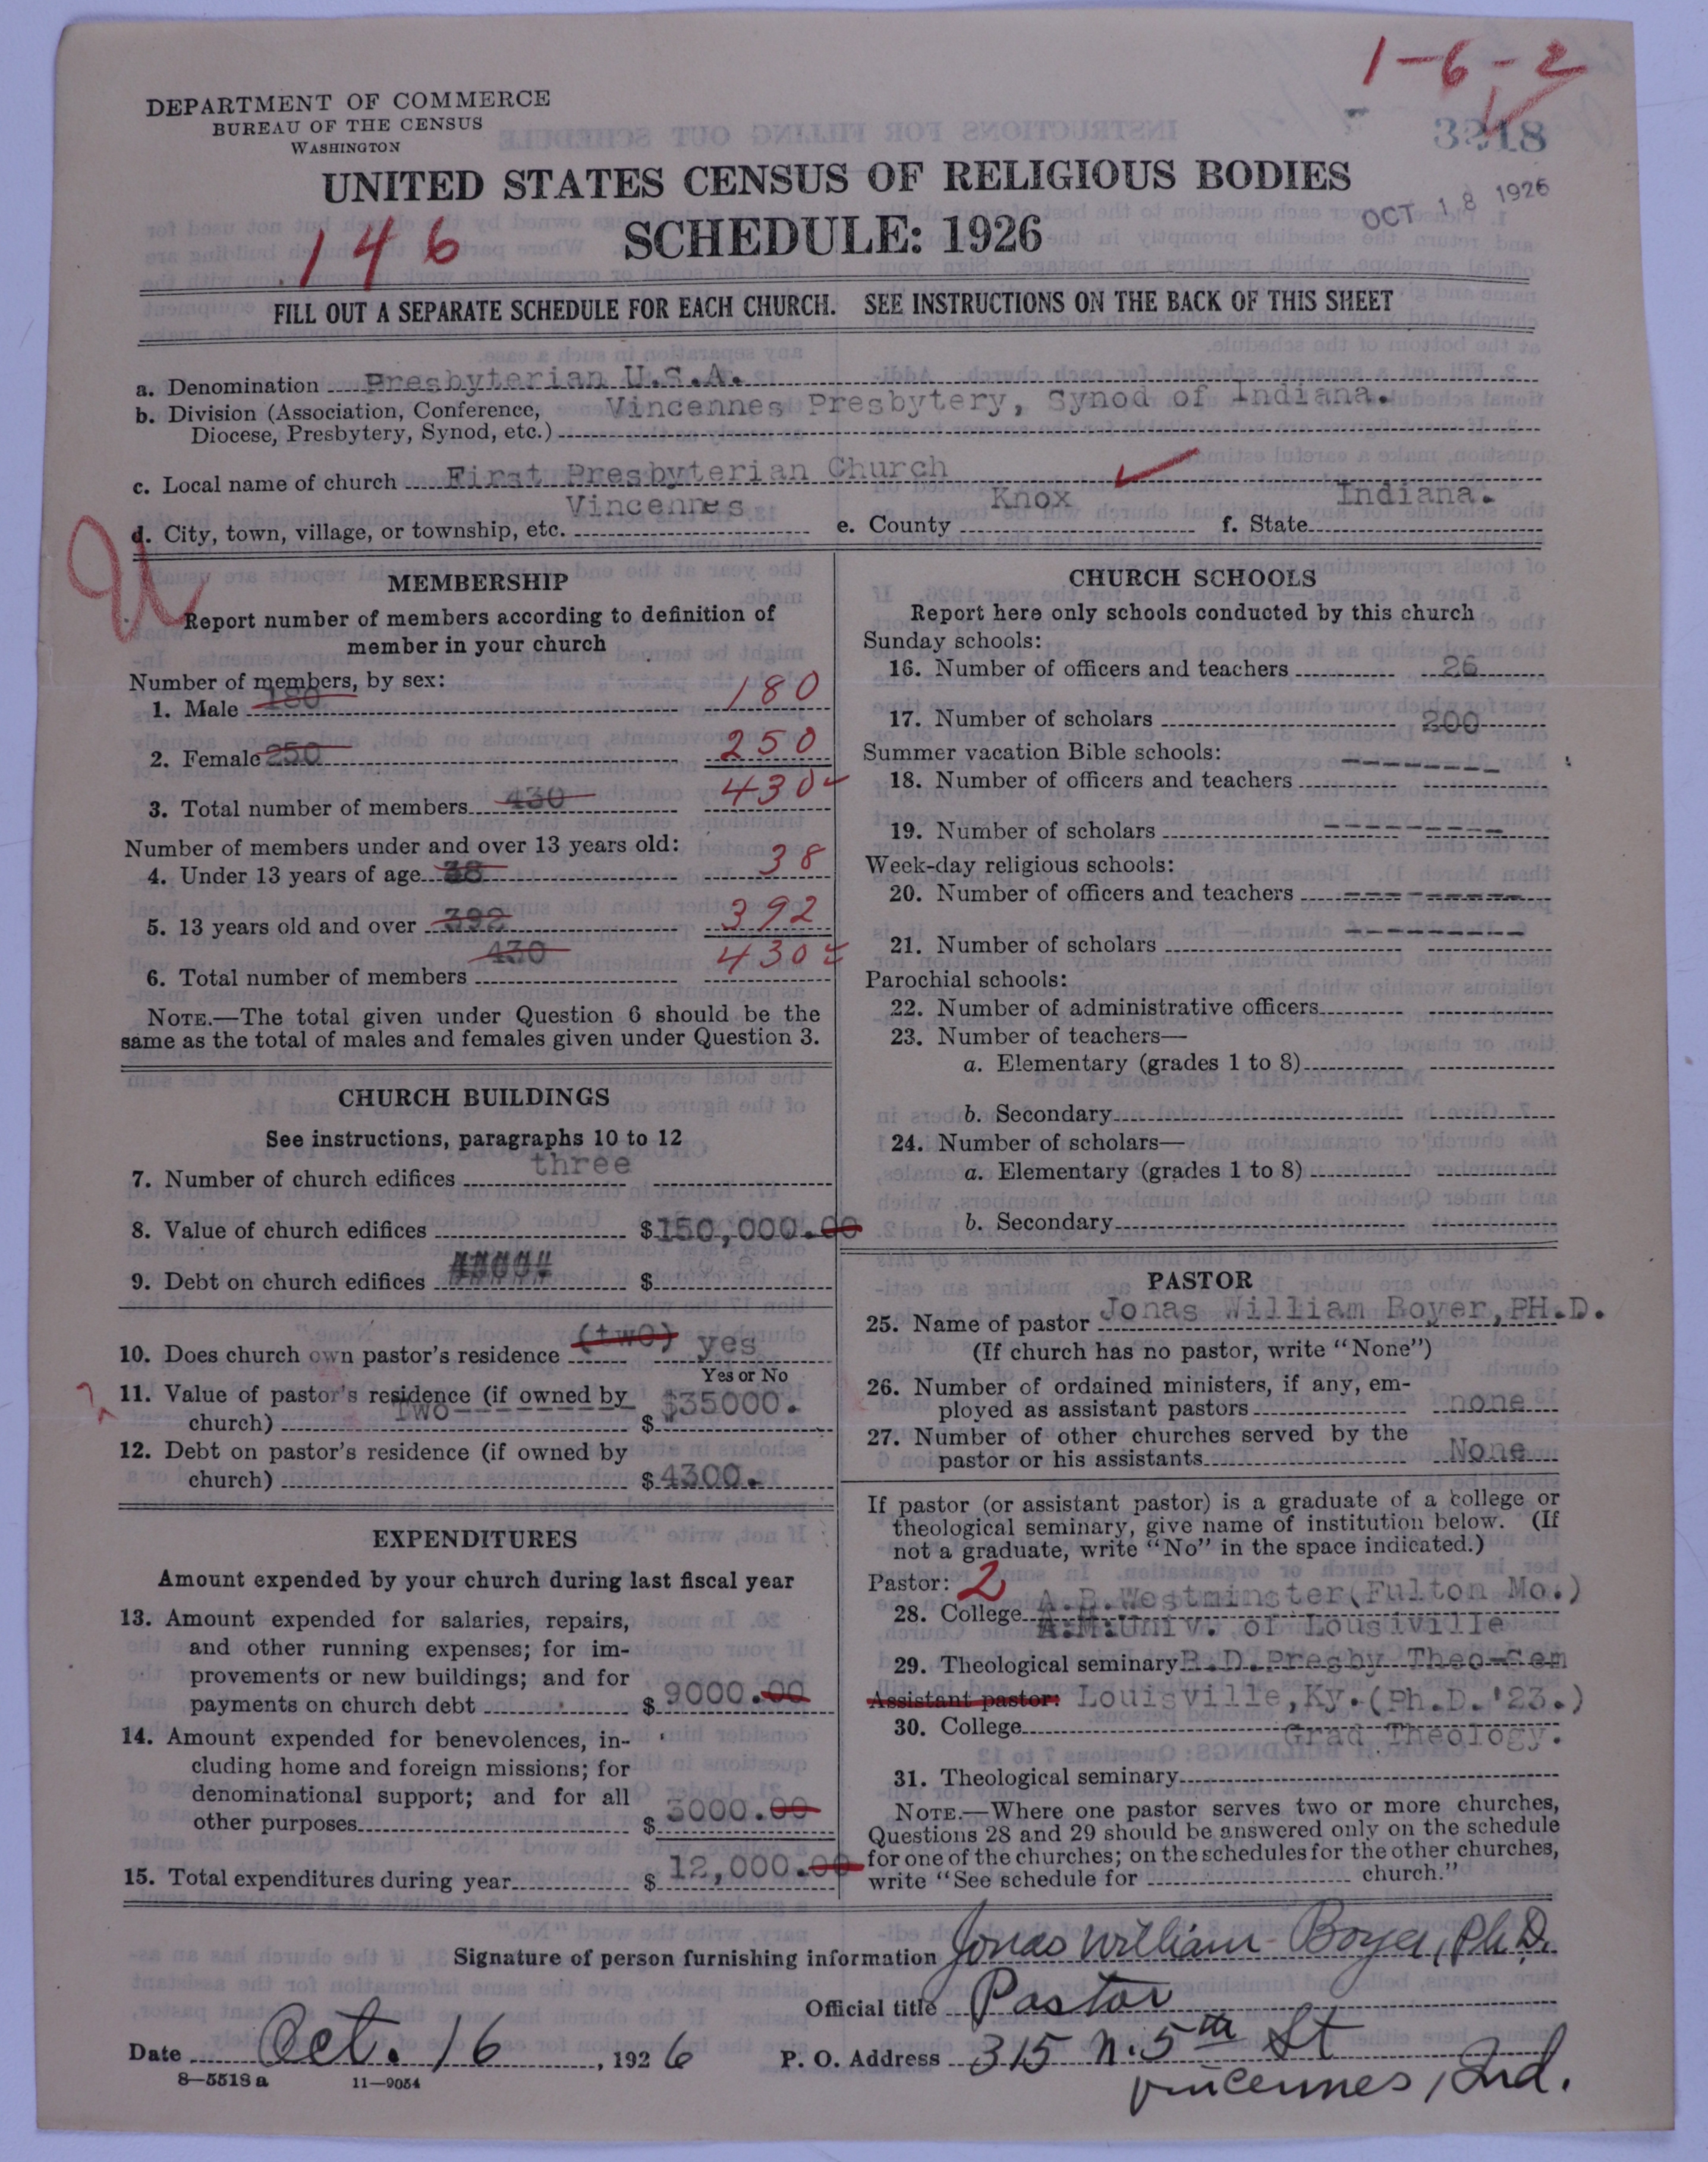 1-6-2
DEPARTMENT OF COMMERCE
BUREAU OF THE CENSUS
WASHINGTON
UNITED STATES CENSUS OF RELIGIOUS BODIES
OCT 18 1926
SCHEDULE: 1926
146
FILL OUT A SEPARATE SCHEDULE FOR EACH CHURCH. SEE INSTRUCTIONS ON THE BACK OF THIS SHEET
a. Denomination Presbyterian U.S.A.
b. Division (Association, Conference, Vincennes Presbytery, Synod of Indiana.
Diocese, Presbytery, Synod, etc.)
c. Local name of church First Presbyterian Church
d. City, town, village, or township, etc. Vincennes e. County Knox f. State Indiana.
MEMBERSHIP
Report number of members according to definition of
member in your church
Number of members, by sex:
1. Male 180 180
2. Female 250 250
3. Total number of members 430 430
Number of members under and over 13 years old:
4. Under 13 years of age 38 38
5. 13 years old and over 392 392
6. Total number of members 430 430
NOTE.—The total given under Question 6 should be the
same as the total of males and females given under Question 3.
CHURCH BUILDINGS
See instructions, paragraphs 10 to 12
7. Number of church edifices three
8. Value of church edifices $150,000.00
9. Debt on church edifices $
10. Does church own pastor's residence (two) yes
Yes or No
11. Value of pastor's residence (if owned by
church) Two $ $35000.
12. Debt on pastor's residence (if owned by
church) $ 4300.
EXPENDITURES
Amount expended by your church during last fiscal year
13. Amount expended for salaries, repairs,
and other running expenses; for im-
provements or new buildings; and for
payments on church debt $ 9000.00
14. Amount expended for benevolences, in-
cluding home and foreign missions; for
denominational support; and for all
other purposes $ 3000.00
15. Total expenditures during year $ 12,000.00
CHURCH SCHOOLS
Report here only schools conducted by this church
Sunday schools:
16. Number of officers and teachers 26
17. Number of scholars 200
Summer vacation Bible schools:
18. Number of officers and teachers
19. Number of scholars
Week-day religious schools:
20. Number of officers and teachers
21. Number of scholars
Parochial schools:
22. Number of administrative officers
23. Number of teachers—
a. Elementary (grades 1 to 8)
b. Secondary
24. Number of scholars—
a. Elementary (grades 1 to 8)
b. Secondary
PASTOR
25. Name of pastor Jonas William Boyer, PH.D.
(If church has no pastor, write "None")
26. Number of ordained ministers, if any, em-
ployed as assistant pastors none
27. Number of other churches served by the
pastor or his assistants None
If pastor (or assistant pastor) is a graduate of a college or
theological seminary, give name of institution below. (If
not a graduate, write "No" in the space indicated.)
Pastor: 2
28. College A.B. Westminster (Fulton Mo.)
A.M. Univ. of Lousiville
29. Theological seminary B.D. Presby Theo-Sem
Assistant pastor: Louisville, Ky. (Ph.D. '23.)
30. College Grad Theology.
31. Theological seminary
NOTE.—Where one pastor serves two or more churches,
Questions 28 and 29 should be answered only on the schedule
for one of the churches; on the schedules for the other churches,
write "See schedule for church."
Signature of person furnishing information Jonas William Boyer, Ph.D.
Official title Pastor
Date Oct. 16, 1926 P. O. Address 315 N. 5th St
Vincennes, Ind.
8-5518a 11-9054